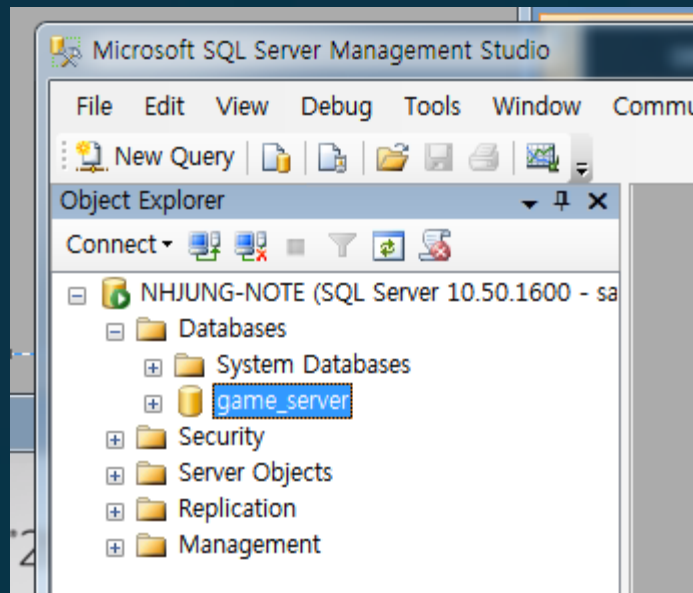 Microsoft SQL Server Management Studio
File Edit View Debug Tools Window Commu
New Query
Object Explorer
Connect
NHJUNG-NOTE (SQL Server 10.50.1600 - sa
Databases
System Databases
game_server
Security
Server Objects
Replication
Management